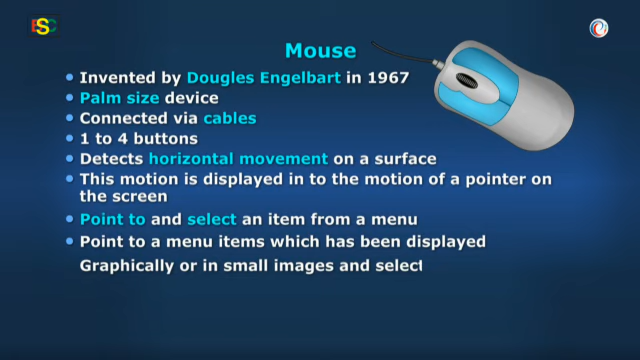 ESC
Mouse
Invented by Dougles Engelbart in 1967
Palm size device
Connected via cables
1 to 4 buttons
Detects horizontal movement on a surface
This motion is displayed in to the motion of a pointer on
the screen
Point to and select an item from a menu
Point to a menu items which has been displayed
Graphically or in small images and select